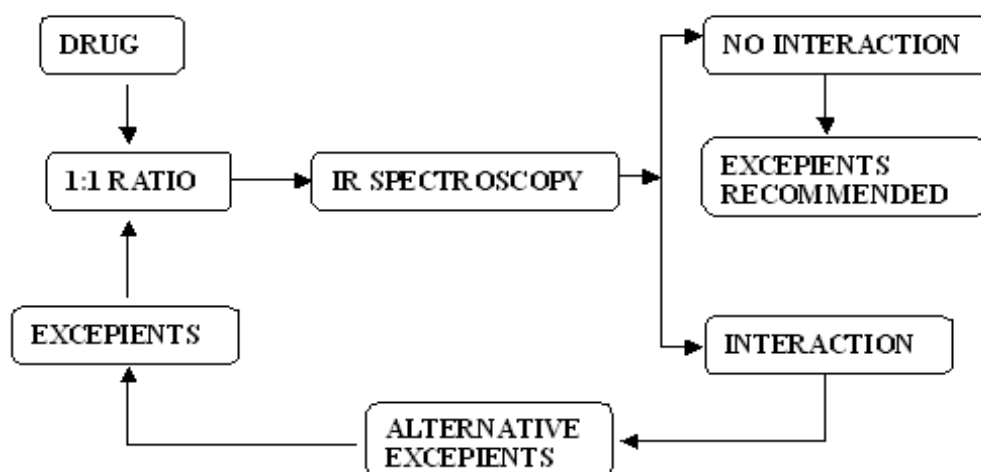 DRUG
NO INTERACTION
1:1 RATIO
IR SPECTROSCOPY
EXCEPIENTS
RECOMMENDED
EXCEPIENTS
INTERACTION
ALTERNATIVE
EXCEPIENTS